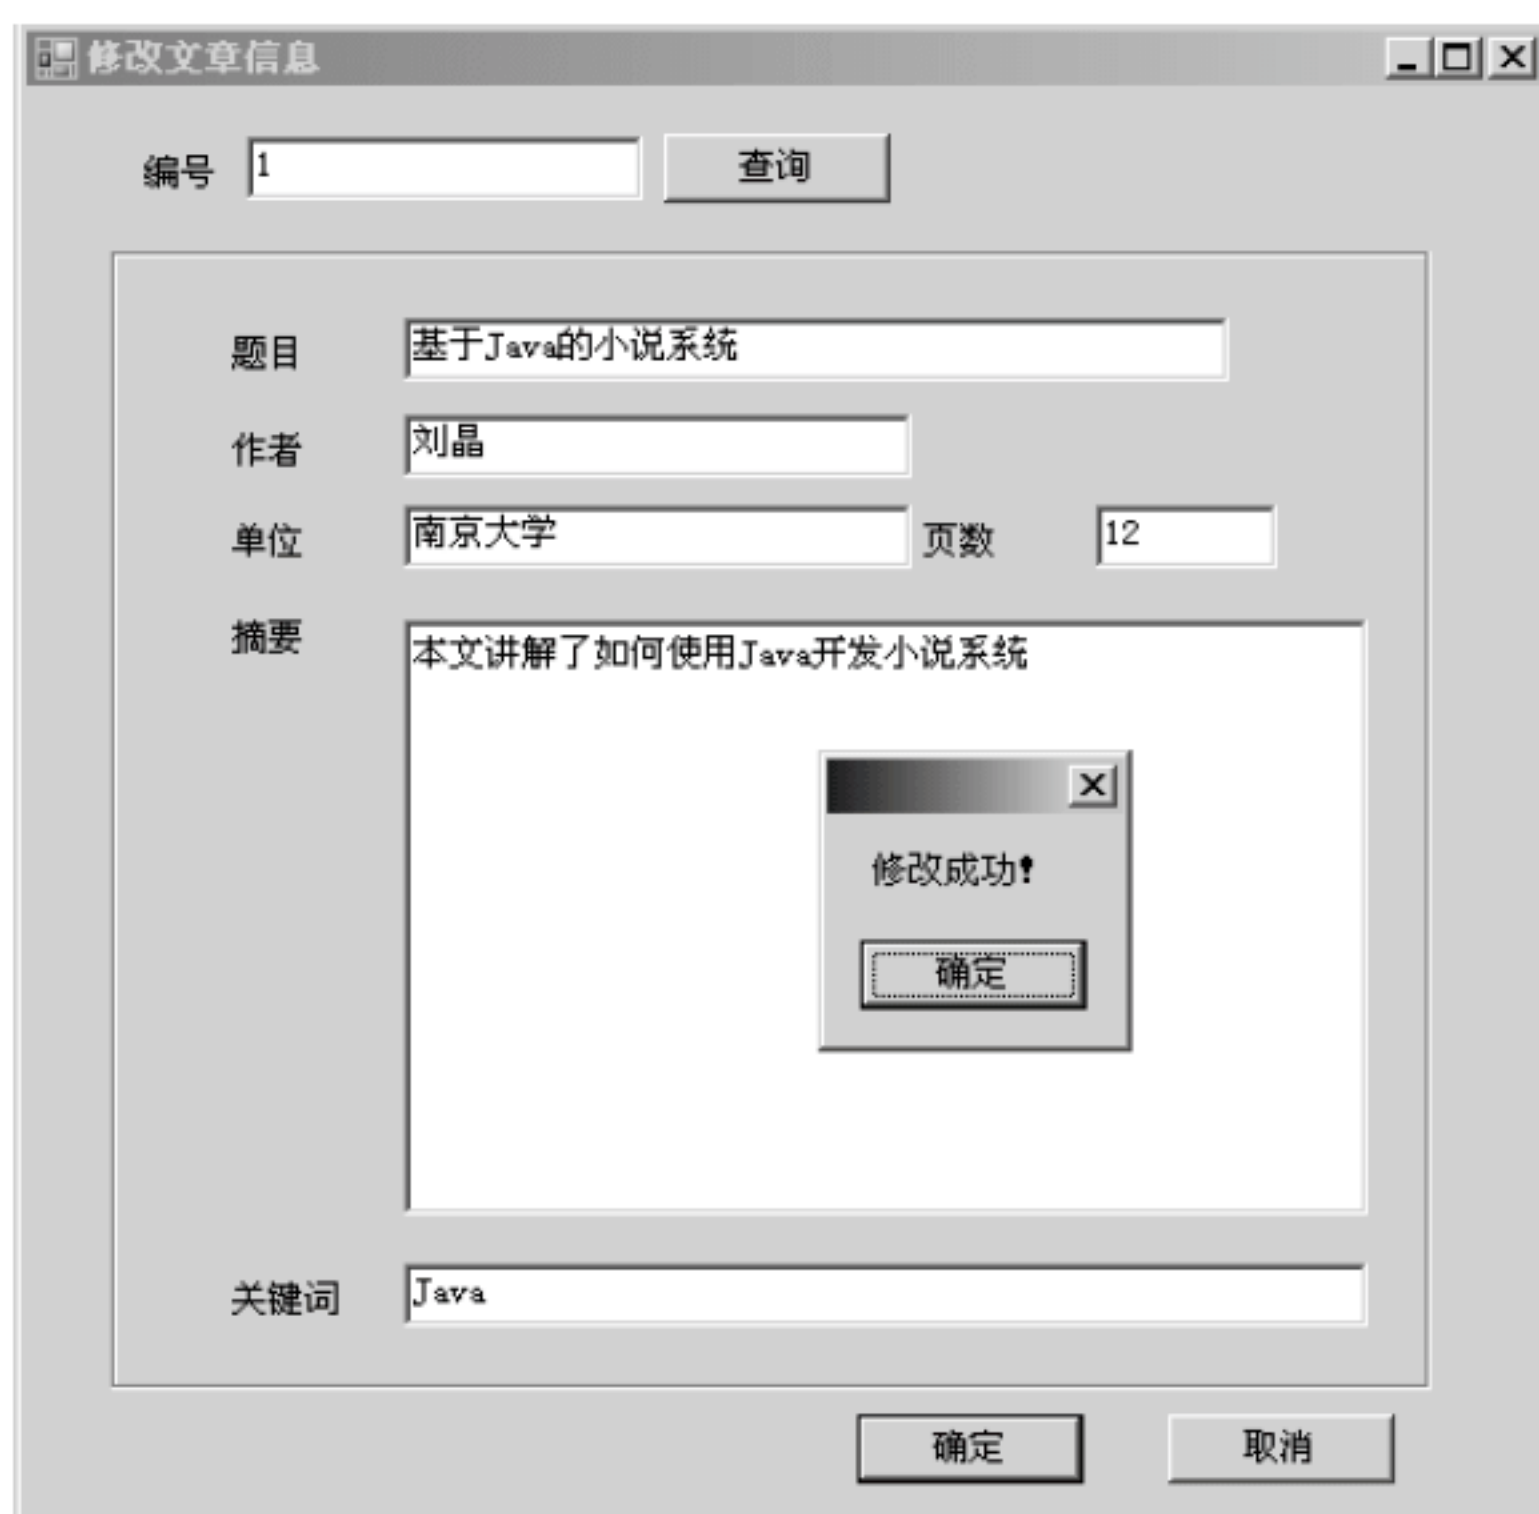 修改文章信息
编号 1 查询
题目 基于Java的小说系统
作者 刘晶
单位 南京大学 页数 12
摘要 本文讲解了如何使用Java开发小说系统
修改成功!
确定
关键词 Java
确定 取消